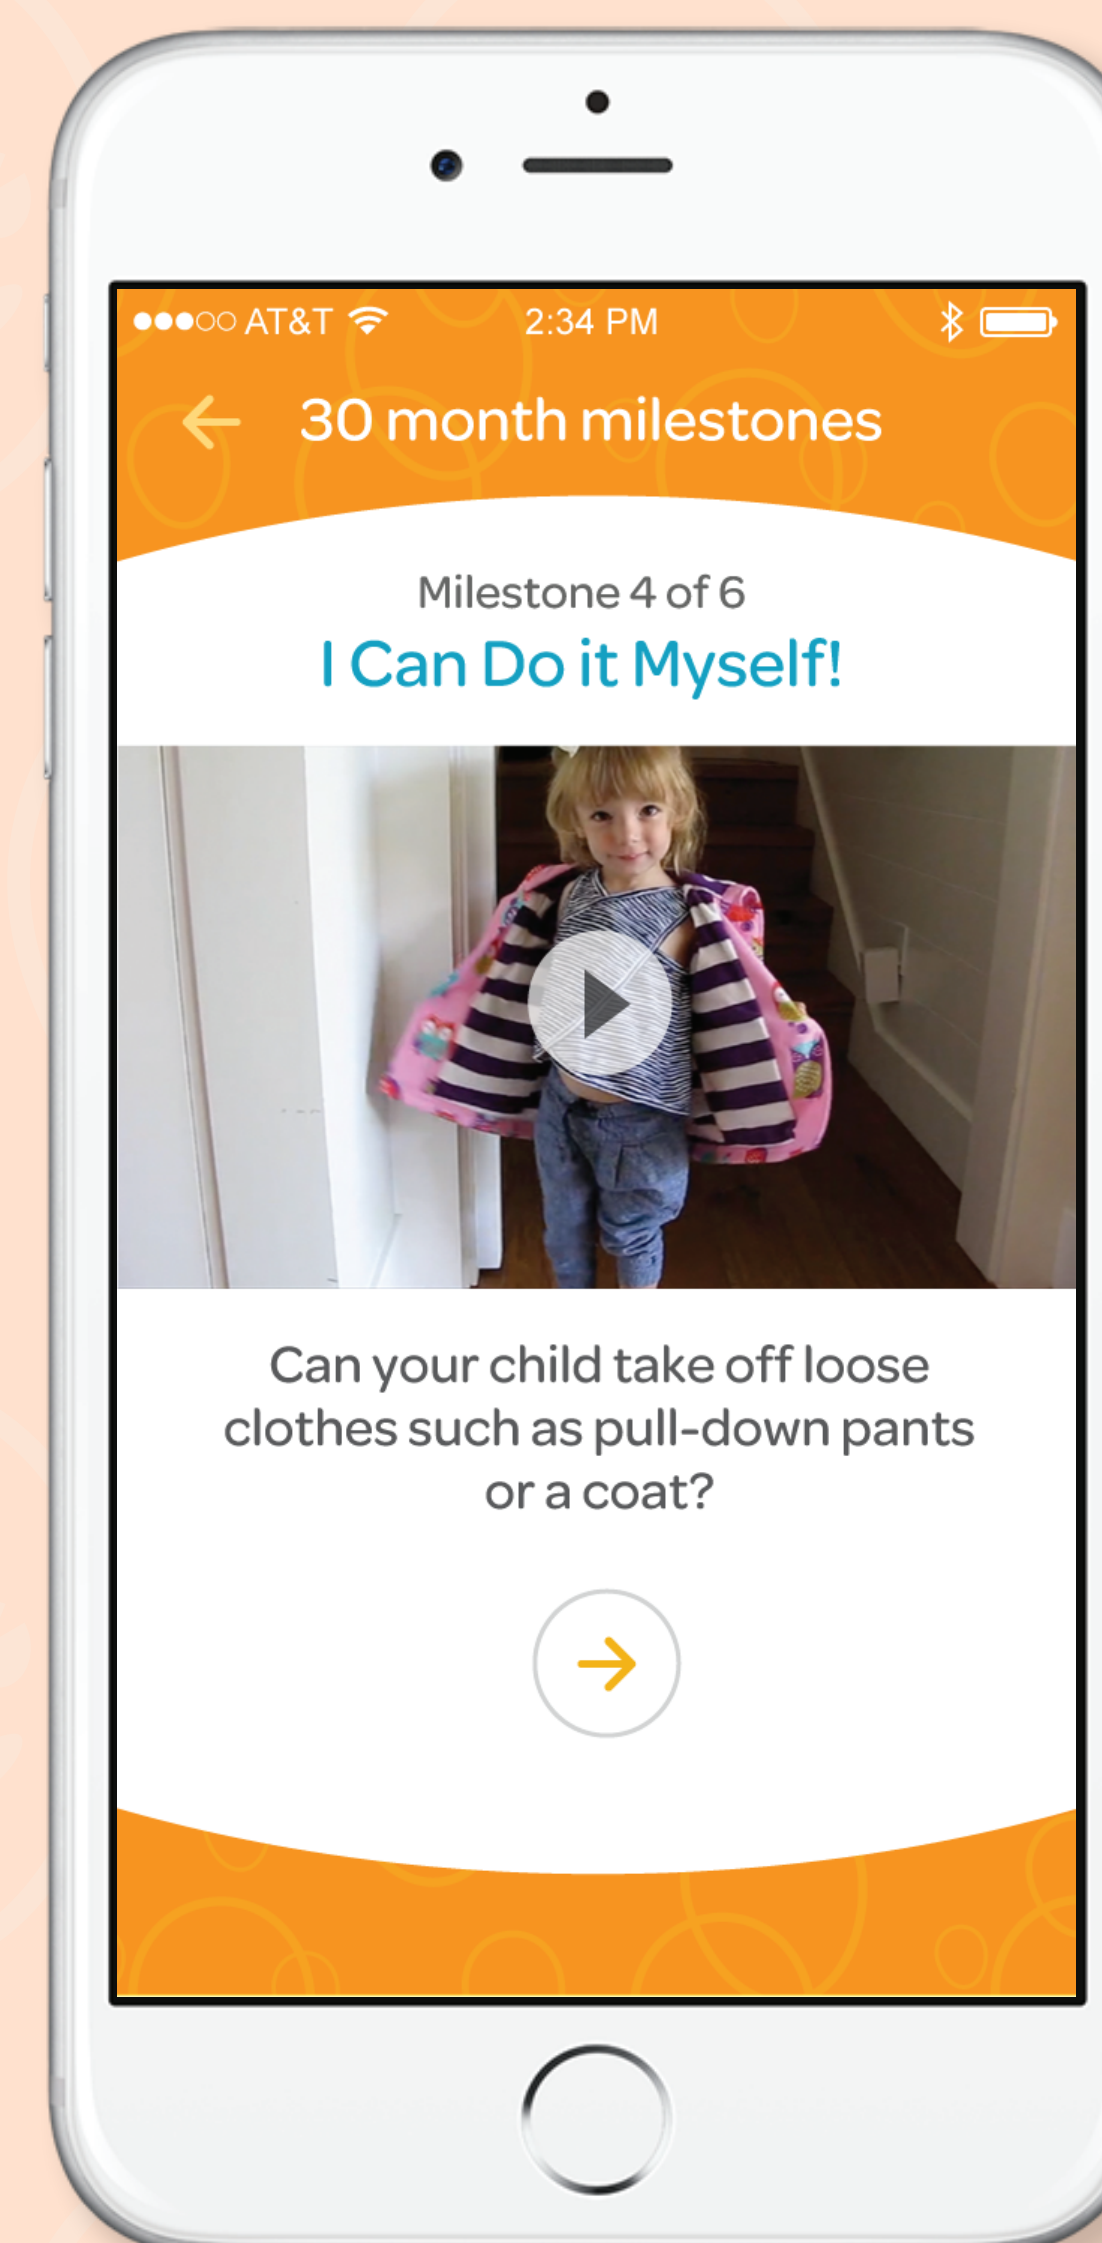 AT&T 2:34 PM
30 month milestones
Milestone 4 of 6
I Can Do it Myself!
Can your child take off loose
clothes such as pull-down pants
or a coat?